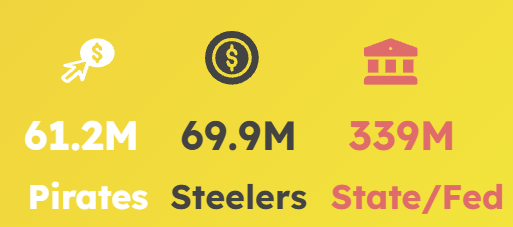 61.2M 69.9M 339M
Pirates Steelers State/Fed